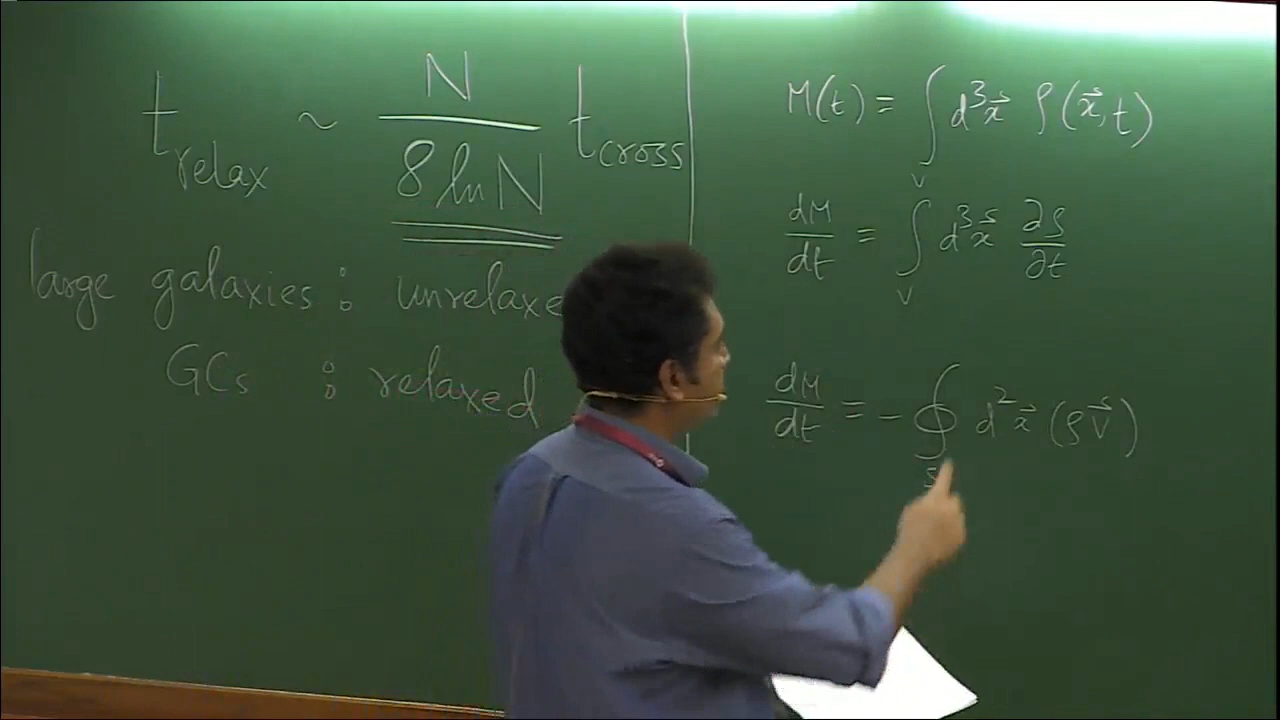 t_relax ~ N / 8 ln N t_cross
large galaxies : unrelaxe
GCs : relaxed
M(t) = ∫_V d³x⃗ ρ(x⃗, t)
dM/dt = ∫_V d³x⃗ ∂ρ/∂t
dM/dt = - ∮_S d²x⃗ (ρv⃗)